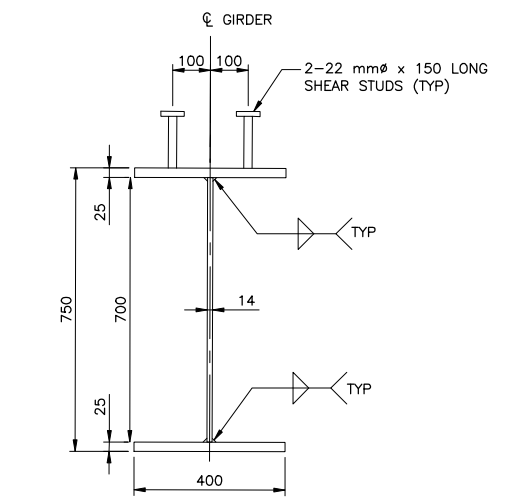 ℄ GIRDER
100 100
2-22 mmø x 150 LONG
SHEAR STUDS (TYP)
25
TYP
750
700
14
25
TYP
400